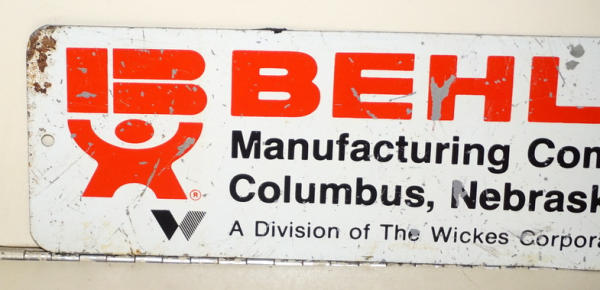 BEHL
Manufacturing Com
Columbus, Nebrask
A Division of The Wickes Corpora
®